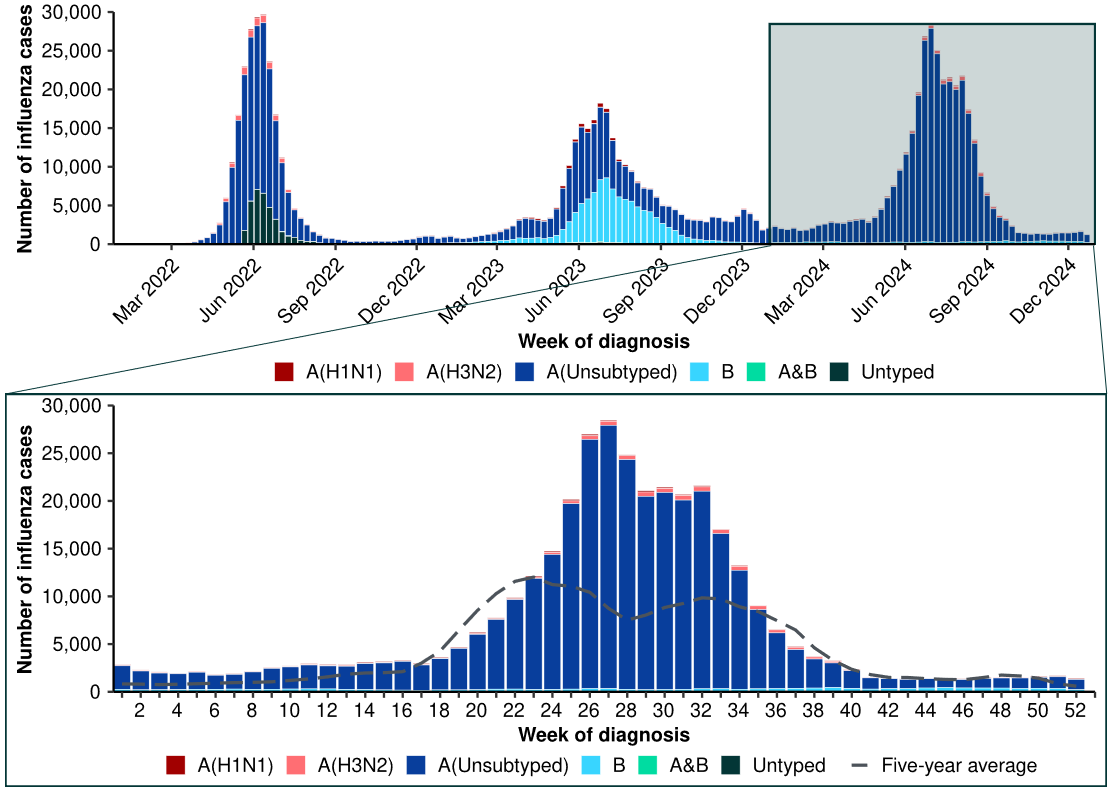 Number of influenza cases
30,000
25,000
20,000
15,000
10,000
5,000
0
Mar 2022 Jun 2022 Sep 2022 Dec 2022 Mar 2023 Jun 2023 Sep 2023 Dec 2023 Mar 2024 Jun 2024 Sep 2024 Dec 2024
Week of diagnosis
A(H1N1) A(H3N2) A(Unsubtyped) B A&B Untyped
Number of influenza cases
30,000
25,000
20,000
15,000
10,000
5,000
0
2 4 6 8 10 12 14 16 18 20 22 24 26 28 30 32 34 36 38 40 42 44 46 48 50 52
Week of diagnosis
A(H1N1) A(H3N2) A(Unsubtyped) B A&B Untyped Five-year average